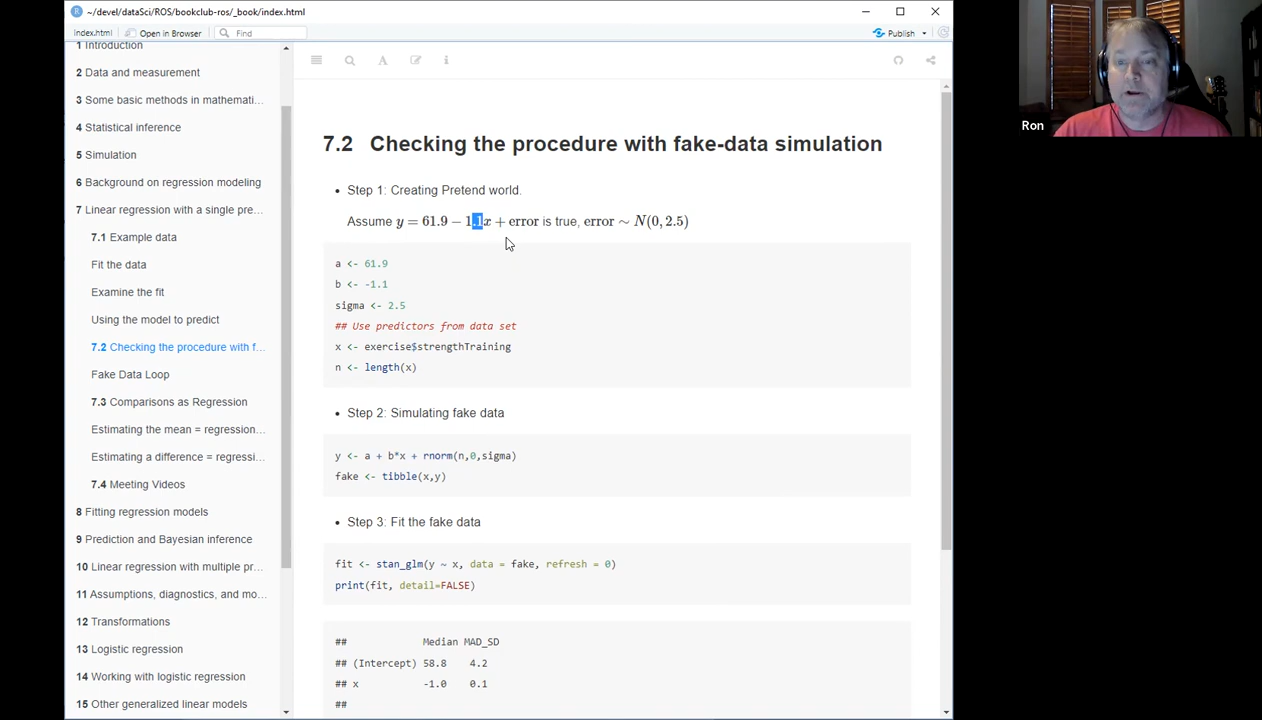 ~/devel/dataSci/ROS/bookclub-ros/_book/index.html
index.html
Open in Browser
Find
Publish
1 Introduction
2 Data and measurement
3 Some basic methods in mathemati...
4 Statistical inference
5 Simulation
6 Background on regression modeling
7 Linear regression with a single pre...
7.1 Example data
Fit the data
Examine the fit
Using the model to predict
7.2 Checking the procedure with f...
Fake Data Loop
7.3 Comparisons as Regression
Estimating the mean = regression...
Estimating a difference = regressi...
7.4 Meeting Videos
8 Fitting regression models
9 Prediction and Bayesian inference
10 Linear regression with multiple pr...
11 Assumptions, diagnostics, and mo...
12 Transformations
13 Logistic regression
14 Working with logistic regression
15 Other generalized linear models
7.2 Checking the procedure with fake-data simulation
• Step 1: Creating Pretend world.
Assume y = 61.9 − 1.1x + error is true, error ∼ N(0, 2.5)
a <- 61.9
b <- -1.1
sigma <- 2.5
## Use predictors from data set
x <- exercise$strengthTraining
n <- length(x)
• Step 2: Simulating fake data
y <- a + b*x + rnorm(n,0,sigma)
fake <- tibble(x,y)
• Step 3: Fit the fake data
fit <- stan_glm(y ~ x, data = fake, refresh = 0)
print(fit, detail=FALSE)
## Median MAD_SD
## (Intercept) 58.8 4.2
## x -1.0 0.1
##
Ron